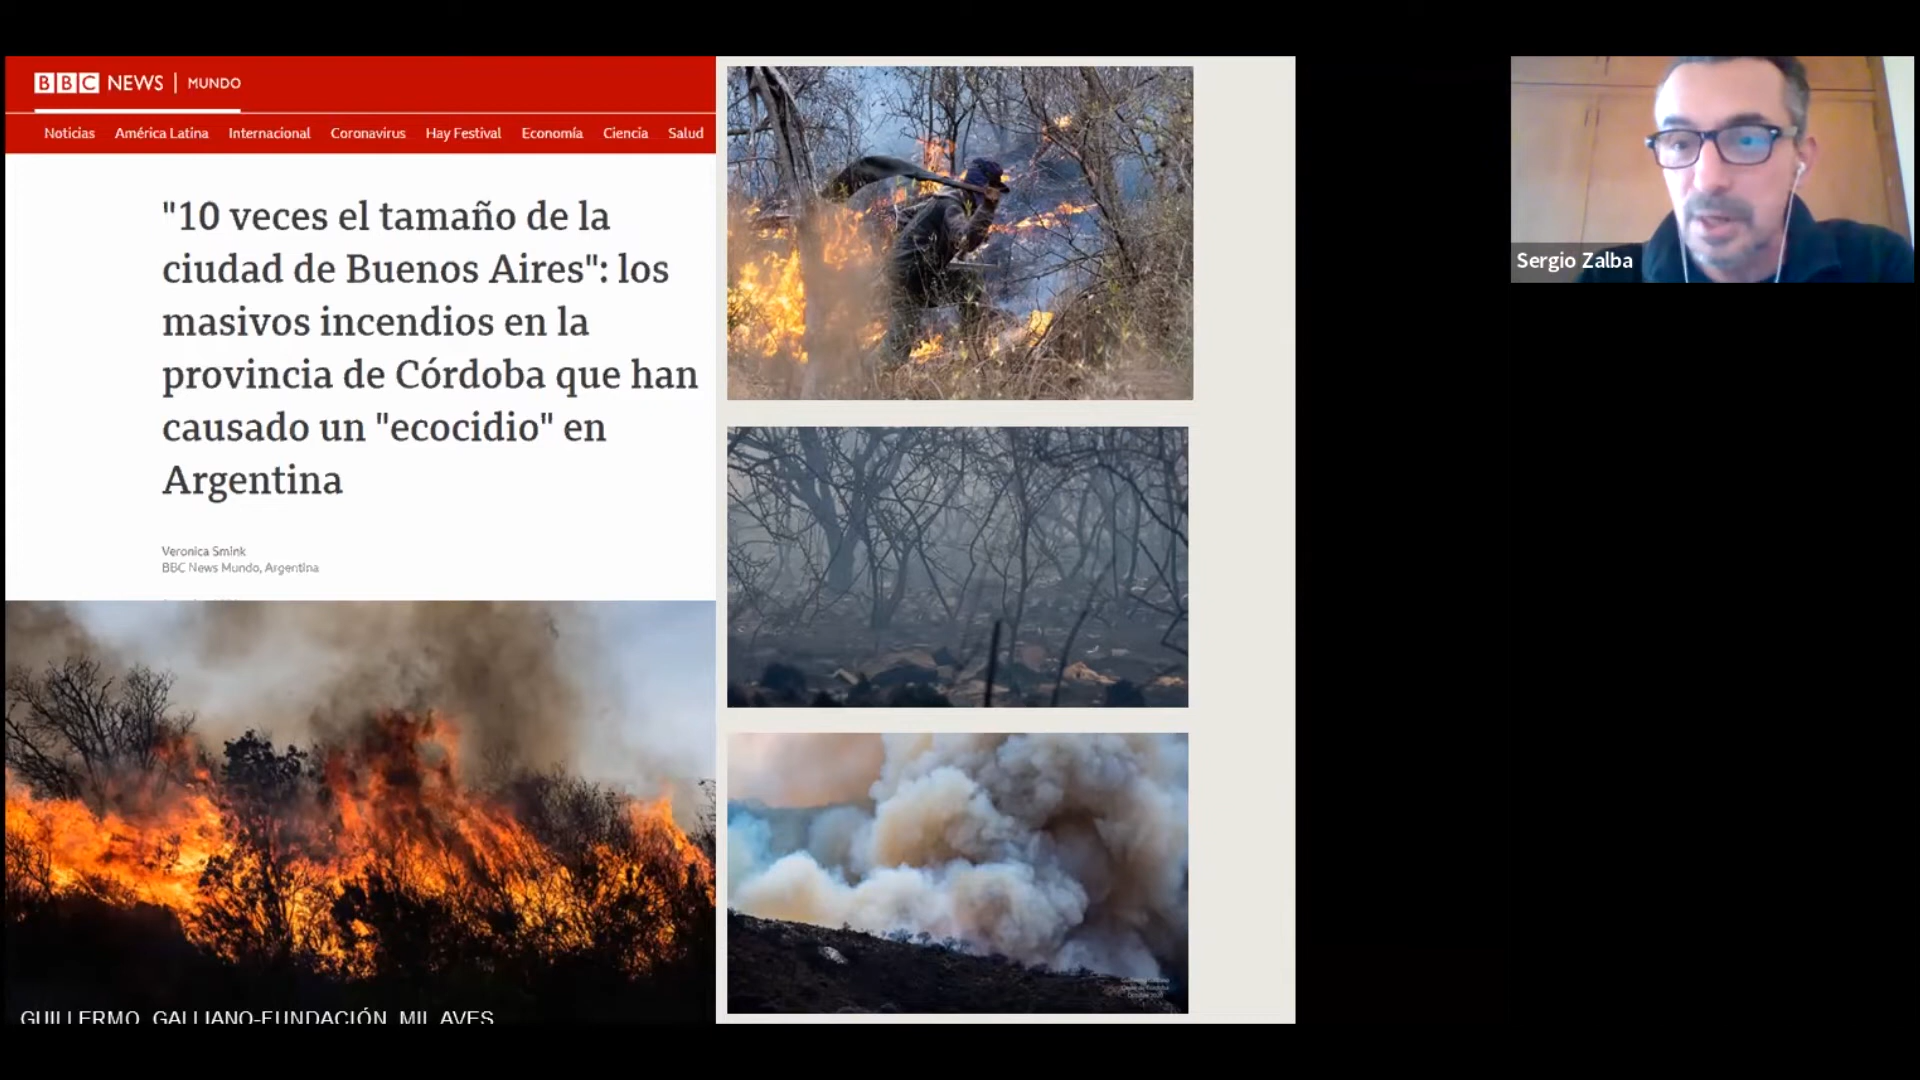 BBC NEWS | MUNDO
Noticias América Latina Internacional Coronavirus Hay Festival Economía Ciencia Salud
"10 veces el tamaño de la
ciudad de Buenos Aires": los
masivos incendios en la
provincia de Córdoba que han
causado un "ecocidio" en
Argentina
Veronica Smink
BBC News Mundo, Argentina
GUILLERMO GALLIANO-FUNDACIÓN MIL AVES
Sergio Zalba